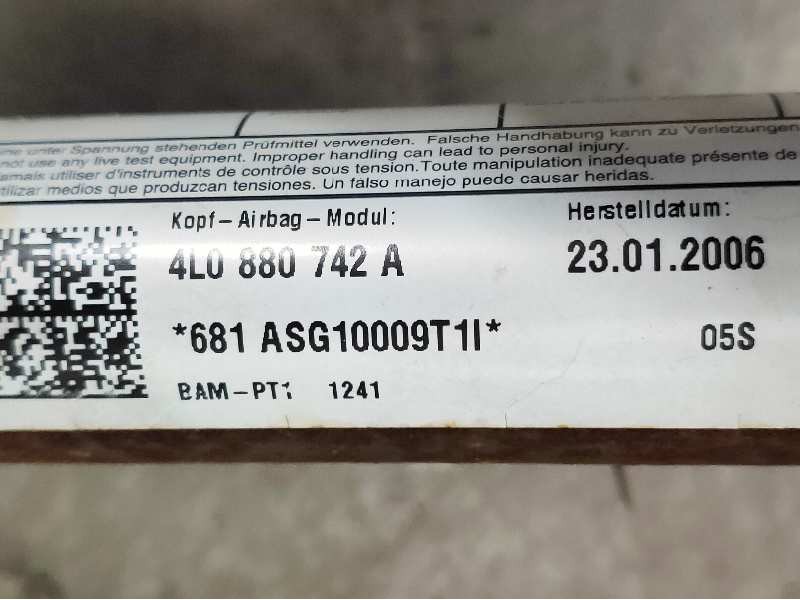 unter Spannung stehenden Prüfmittel verwenden. Falsche Handhabung kann zu Verletzungen
not use any live test equipment. Improper handling can lead to personal injury.
amais utiliser d'instruments de contrôle sous tension. Toute manipulation inadequate présente de
tilizar medios que produzcan tensiones. Un falso manejo puede causar heridas.
Kopf-Airbag-Modul:
Herstelldatum:
4L0 880 742 A
23.01.2006
*681 ASG10009T1I*
05S
BAM-PT1 1241